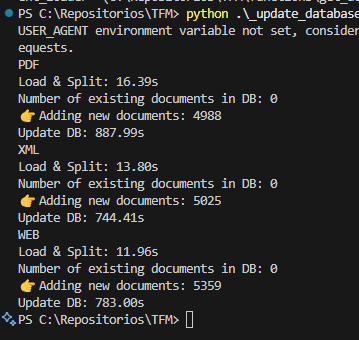 PS C:\Repositorios\TFM> python .\_update_database
USER_AGENT environment variable not set, consider
equests.
PDF
Load & Split: 16.39s
Number of existing documents in DB: 0
👉 Adding new documents: 4988
Update DB: 887.99s
XML
Load & Split: 13.80s
Number of existing documents in DB: 0
👉 Adding new documents: 5025
Update DB: 744.41s
WEB
Load & Split: 11.96s
Number of existing documents in DB: 0
👉 Adding new documents: 5359
Update DB: 783.00s
PS C:\Repositorios\TFM>